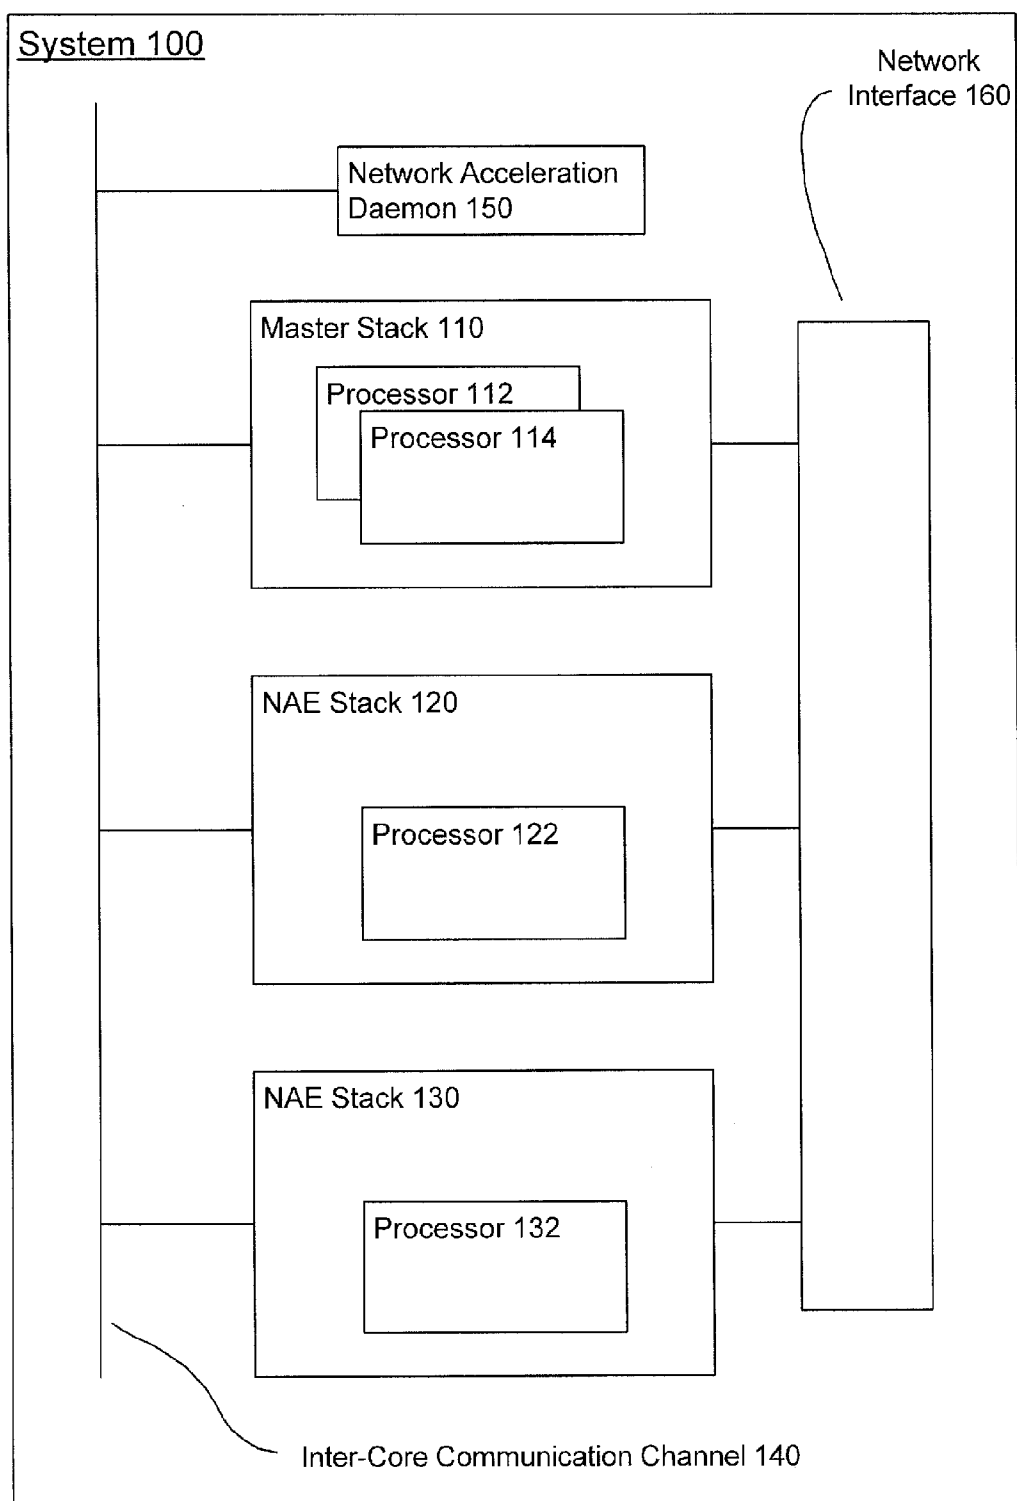 System 100
Network
Interface 160
Network Acceleration
Daemon 150
Master Stack 110
Processor 112
Processor 114
NAE Stack 120
Processor 122
NAE Stack 130
Processor 132
Inter-Core Communication Channel 140